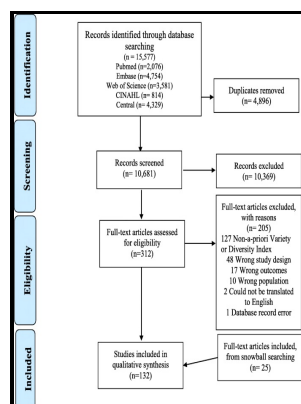 Identification
Records identified through database
searching
(n = 15,577)
Pubmed (n=2,076)
Embase (n=4,754)
Web of Science (n=3,581)
CINAHL (n= 814)
Central (n= 4,329)
Duplicates removed
(n= 4,896)
Screening
Records screened
(n= 10,681)
Records excluded
(n= 10,369)
Eligibility
Full-text articles assessed
for eligibility
(n=312)
Full-text articles excluded,
with reasons
(n= 205)
127 Non-a-priori Variety
or Diversity Index
48 Wrong study design
17 Wrong outcomes
10 Wrong population
2 Could not be translated
to English
1 Database record error
Included
Studies included in
qualitative synthesis
(n=132)
Full-text articles included,
from snowball searching
(n= 25)